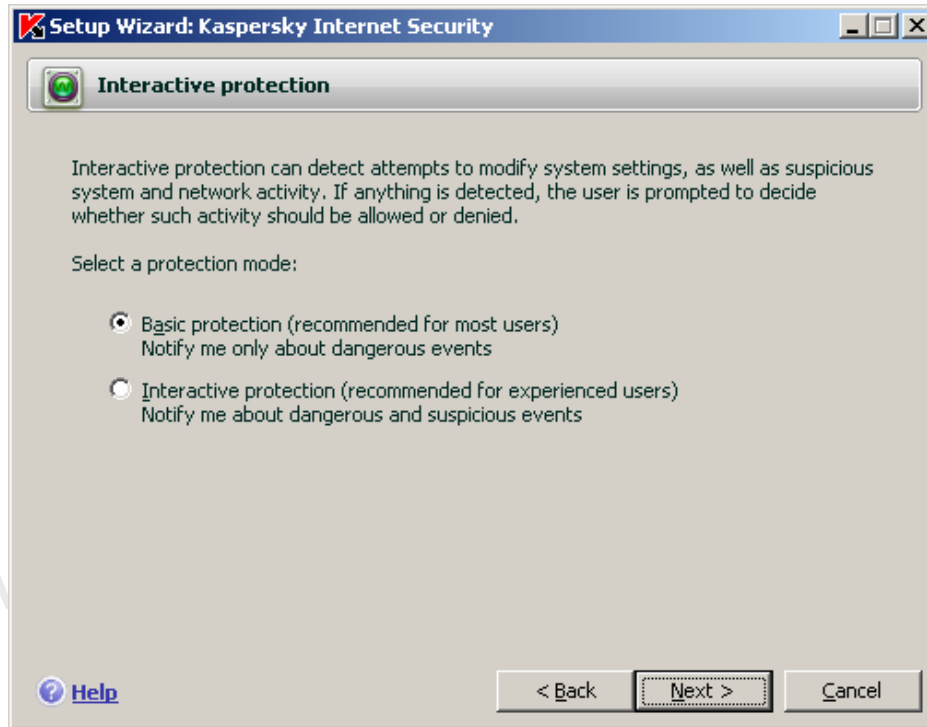 Setup Wizard: Kaspersky Internet Security
Interactive protection
Interactive protection can detect attempts to modify system settings, as well as suspicious
system and network activity. If anything is detected, the user is prompted to decide
whether such activity should be allowed or denied.
Select a protection mode:
Basic protection (recommended for most users)
Notify me only about dangerous events
Interactive protection (recommended for experienced users)
Notify me about dangerous and suspicious events
Help
< Back
Next >
Cancel